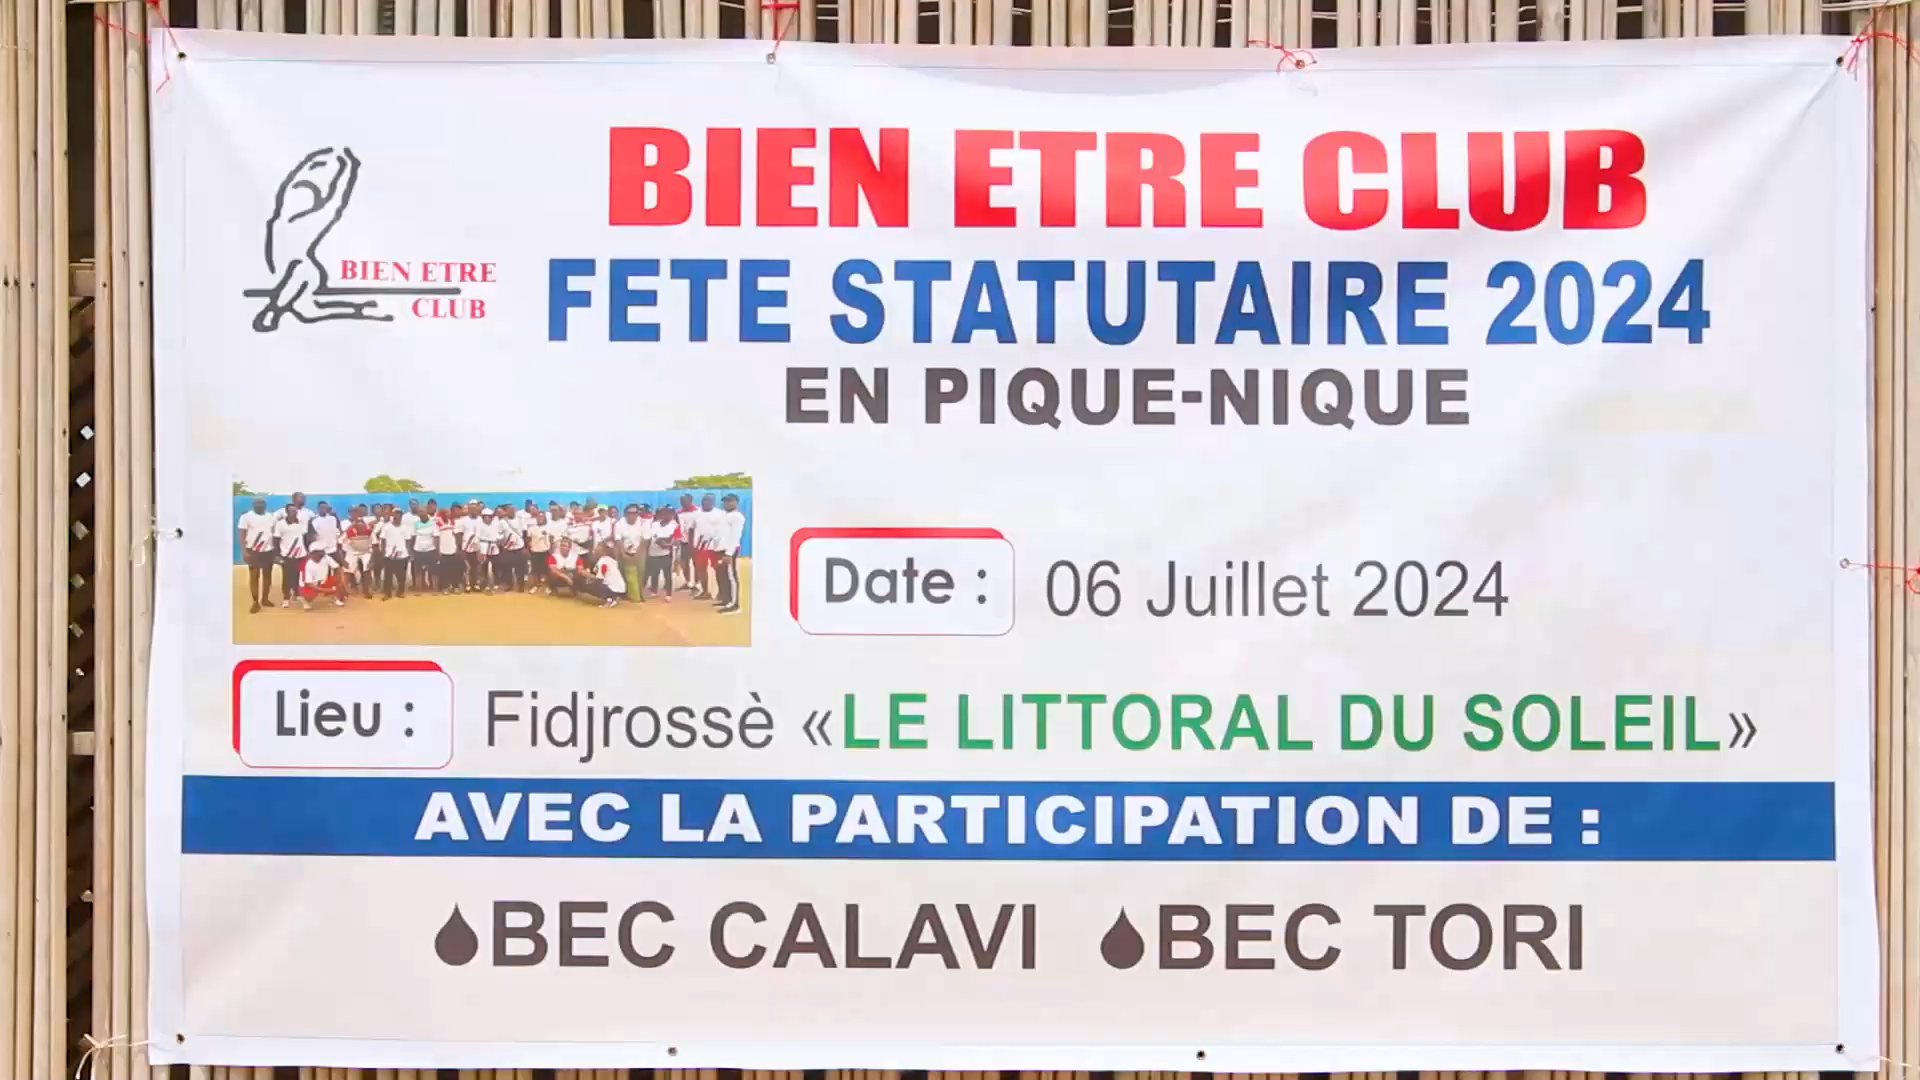 BIEN ETRE CLUB
BIEN ETRE
CLUB
FETE STATUTAIRE 2024
EN PIQUE-NIQUE
Date : 06 Juillet 2024
Lieu : Fidjrossè «LE LITTORAL DU SOLEIL»
AVEC LA PARTICIPATION DE :
BEC CALAVI BEC TORI